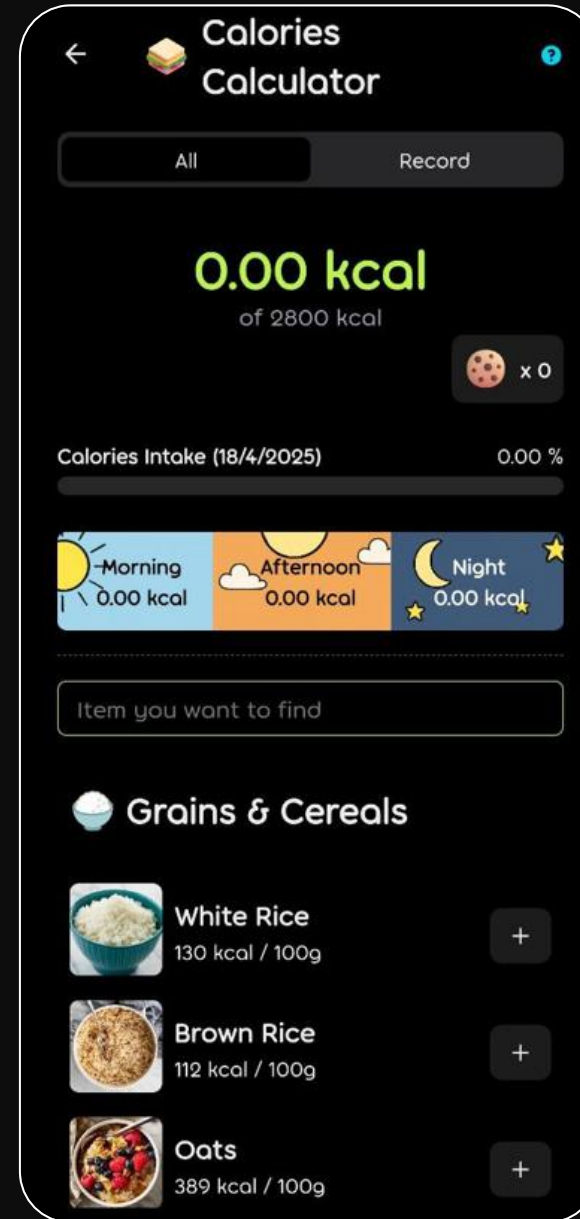 Calories
Calculator
?
All
Record
0.00 kcal
of 2800 kcal
x 0
Calories Intake (18/4/2025)
0.00 %
Morning
0.00 kcal
Afternoon
0.00 kcal
Night
0.00 kcal
Item you want to find
Grains & Cereals
White Rice
130 kcal / 100g
+
Brown Rice
112 kcal / 100g
+
Oats
389 kcal / 100g
+